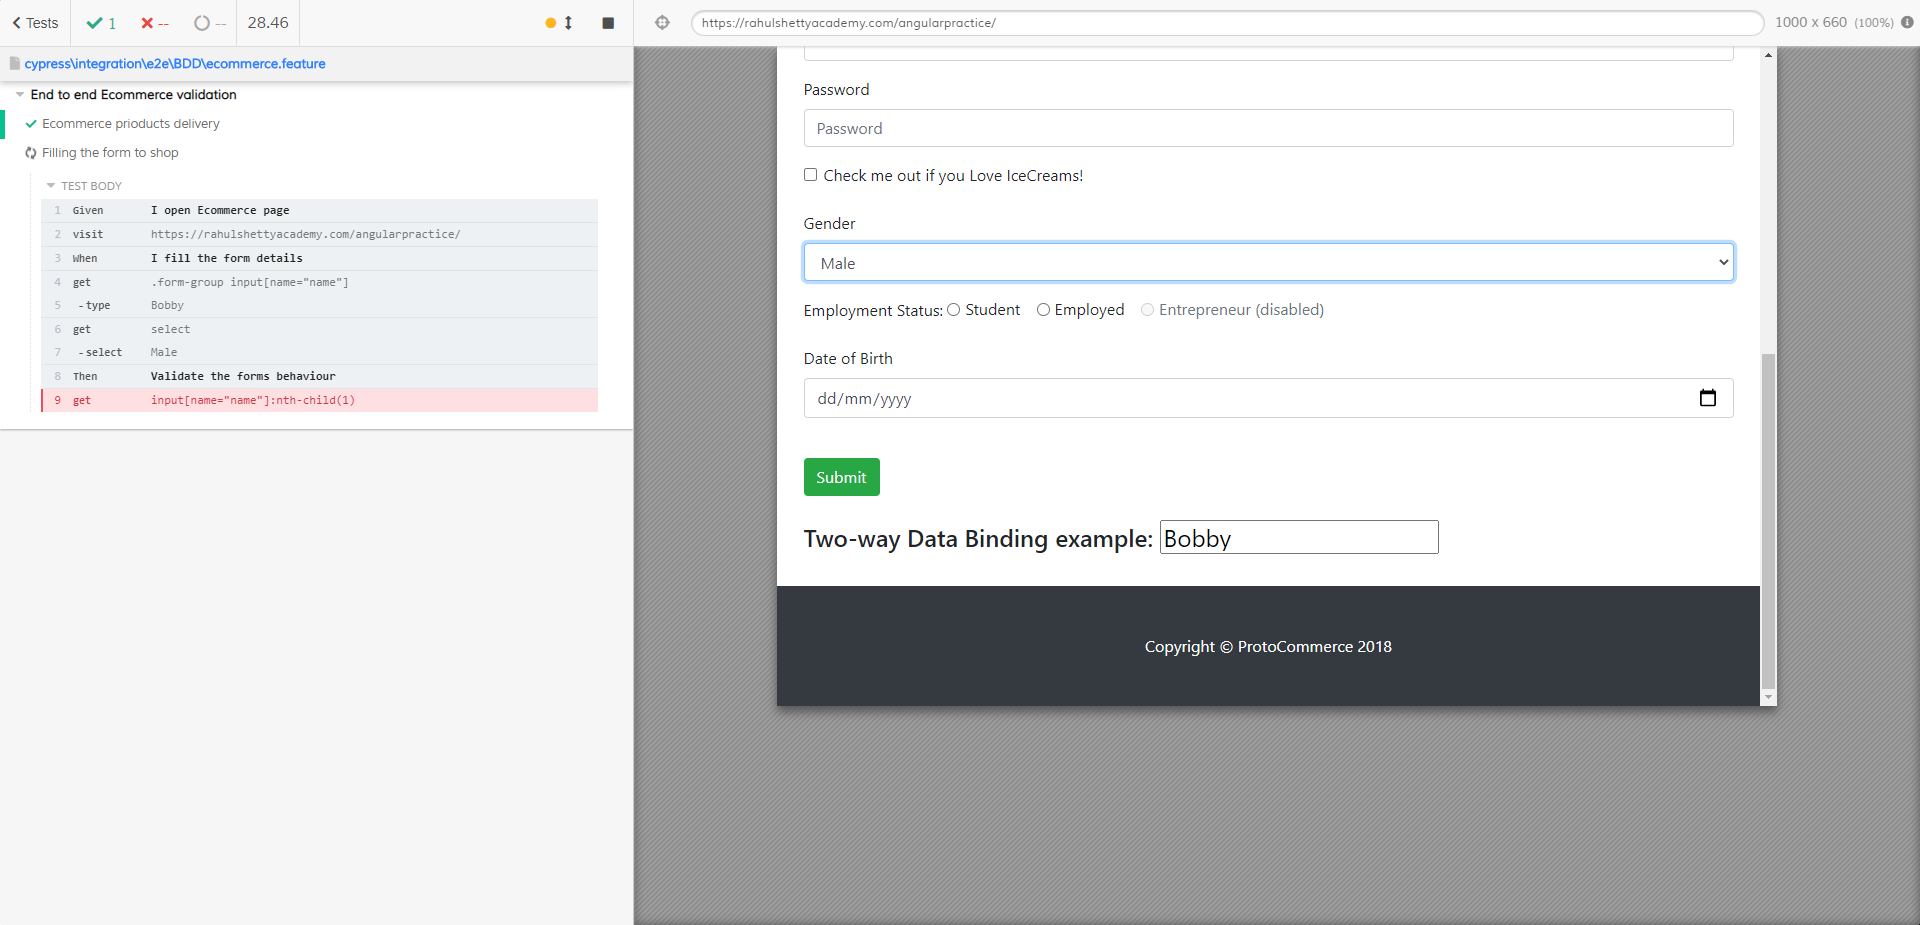 Tests 1 -- -- 28.46
cypress\integration\e2e\BDD\ecommerce.feature
End to end Ecommerce validation
Ecommerce prioducts delivery
Filling the form to shop
TEST BODY
1 Given I open Ecommerce page
2 visit https://rahulshettyacademy.com/angularpractice/
3 When I fill the form details
4 get .form-group input[name="name"]
5 -type Bobby
6 get select
7 -select Male
8 Then Validate the forms behaviour
9 get input[name="name"]:nth-child(1)
https://rahulshettyacademy.com/angularpractice/
1000 x 660 (100%)
Password
Password
Check me out if you Love IceCreams!
Gender
Male
Employment Status: Student Employed Entrepreneur (disabled)
Date of Birth
dd/mm/yyyy
Submit
Two-way Data Binding example: Bobby
Copyright © ProtoCommerce 2018